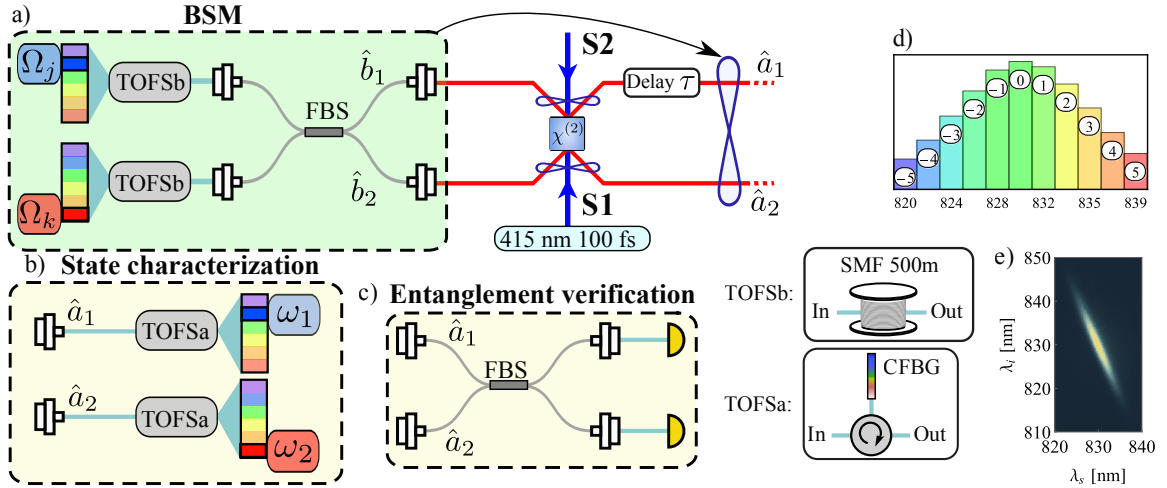 a)
BSM
Ω_j
TOFSb
b̂_1
FBS
TOFSb
Ω_k
b̂_2
S2
χ^(2)
Delay τ
â_1
â_2
S1
415 nm 100 fs
d)
−5 −4 −3 −2 −1 0 1 2 3 4 5
820 824 828 832 835 839
b) State characterization
â_1
TOFSa
ω_1
â_2
TOFSa
ω_2
c) Entanglement verification
â_1
FBS
â_2
TOFSb:
SMF 500m
In Out
TOFSa:
CFBG
In Out
e)
850
840
830
820
810
λ_i [nm]
820 830 840
λ_s [nm]